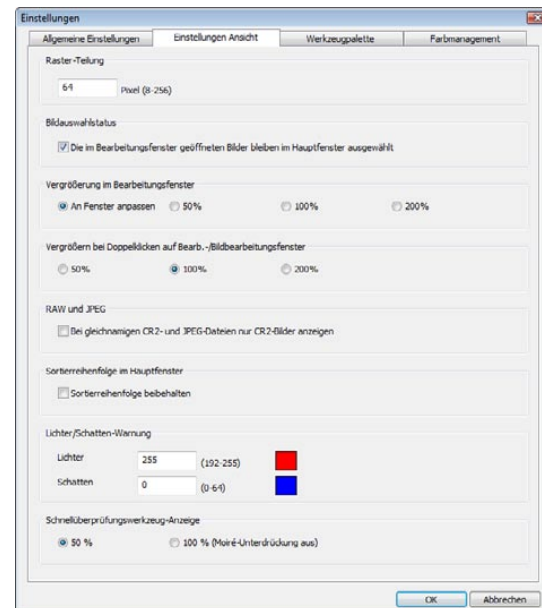 Einstellungen
Allgemeine Einstellungen Einstellungen Ansicht Werkzeugpalette Farbmanagement
Raster-Teilung
64 Pixel (8-256)
Bildauswahlstatus
Die im Bearbeitungsfenster geöffneten Bilder bleiben im Hauptfenster ausgewählt
Vergrößerung im Bearbeitungsfenster
An Fenster anpassen 50% 100% 200%
Vergrößern bei Doppelklicken auf Bearb.-/Bildbearbeitungsfenster
50% 100% 200%
RAW und JPEG
Bei gleichnamigen CR2- und JPEG-Dateien nur CR2-Bilder anzeigen
Sortierreihenfolge im Hauptfenster
Sortierreihenfolge beibehalten
Lichter/Schatten-Warnung
Lichter 255 (192-255)
Schatten 0 (0-64)
Schnellüberprüfungswerkzeug-Anzeige
50 % 100 % (Moiré-Unterdrückung aus)
OK Abbrechen